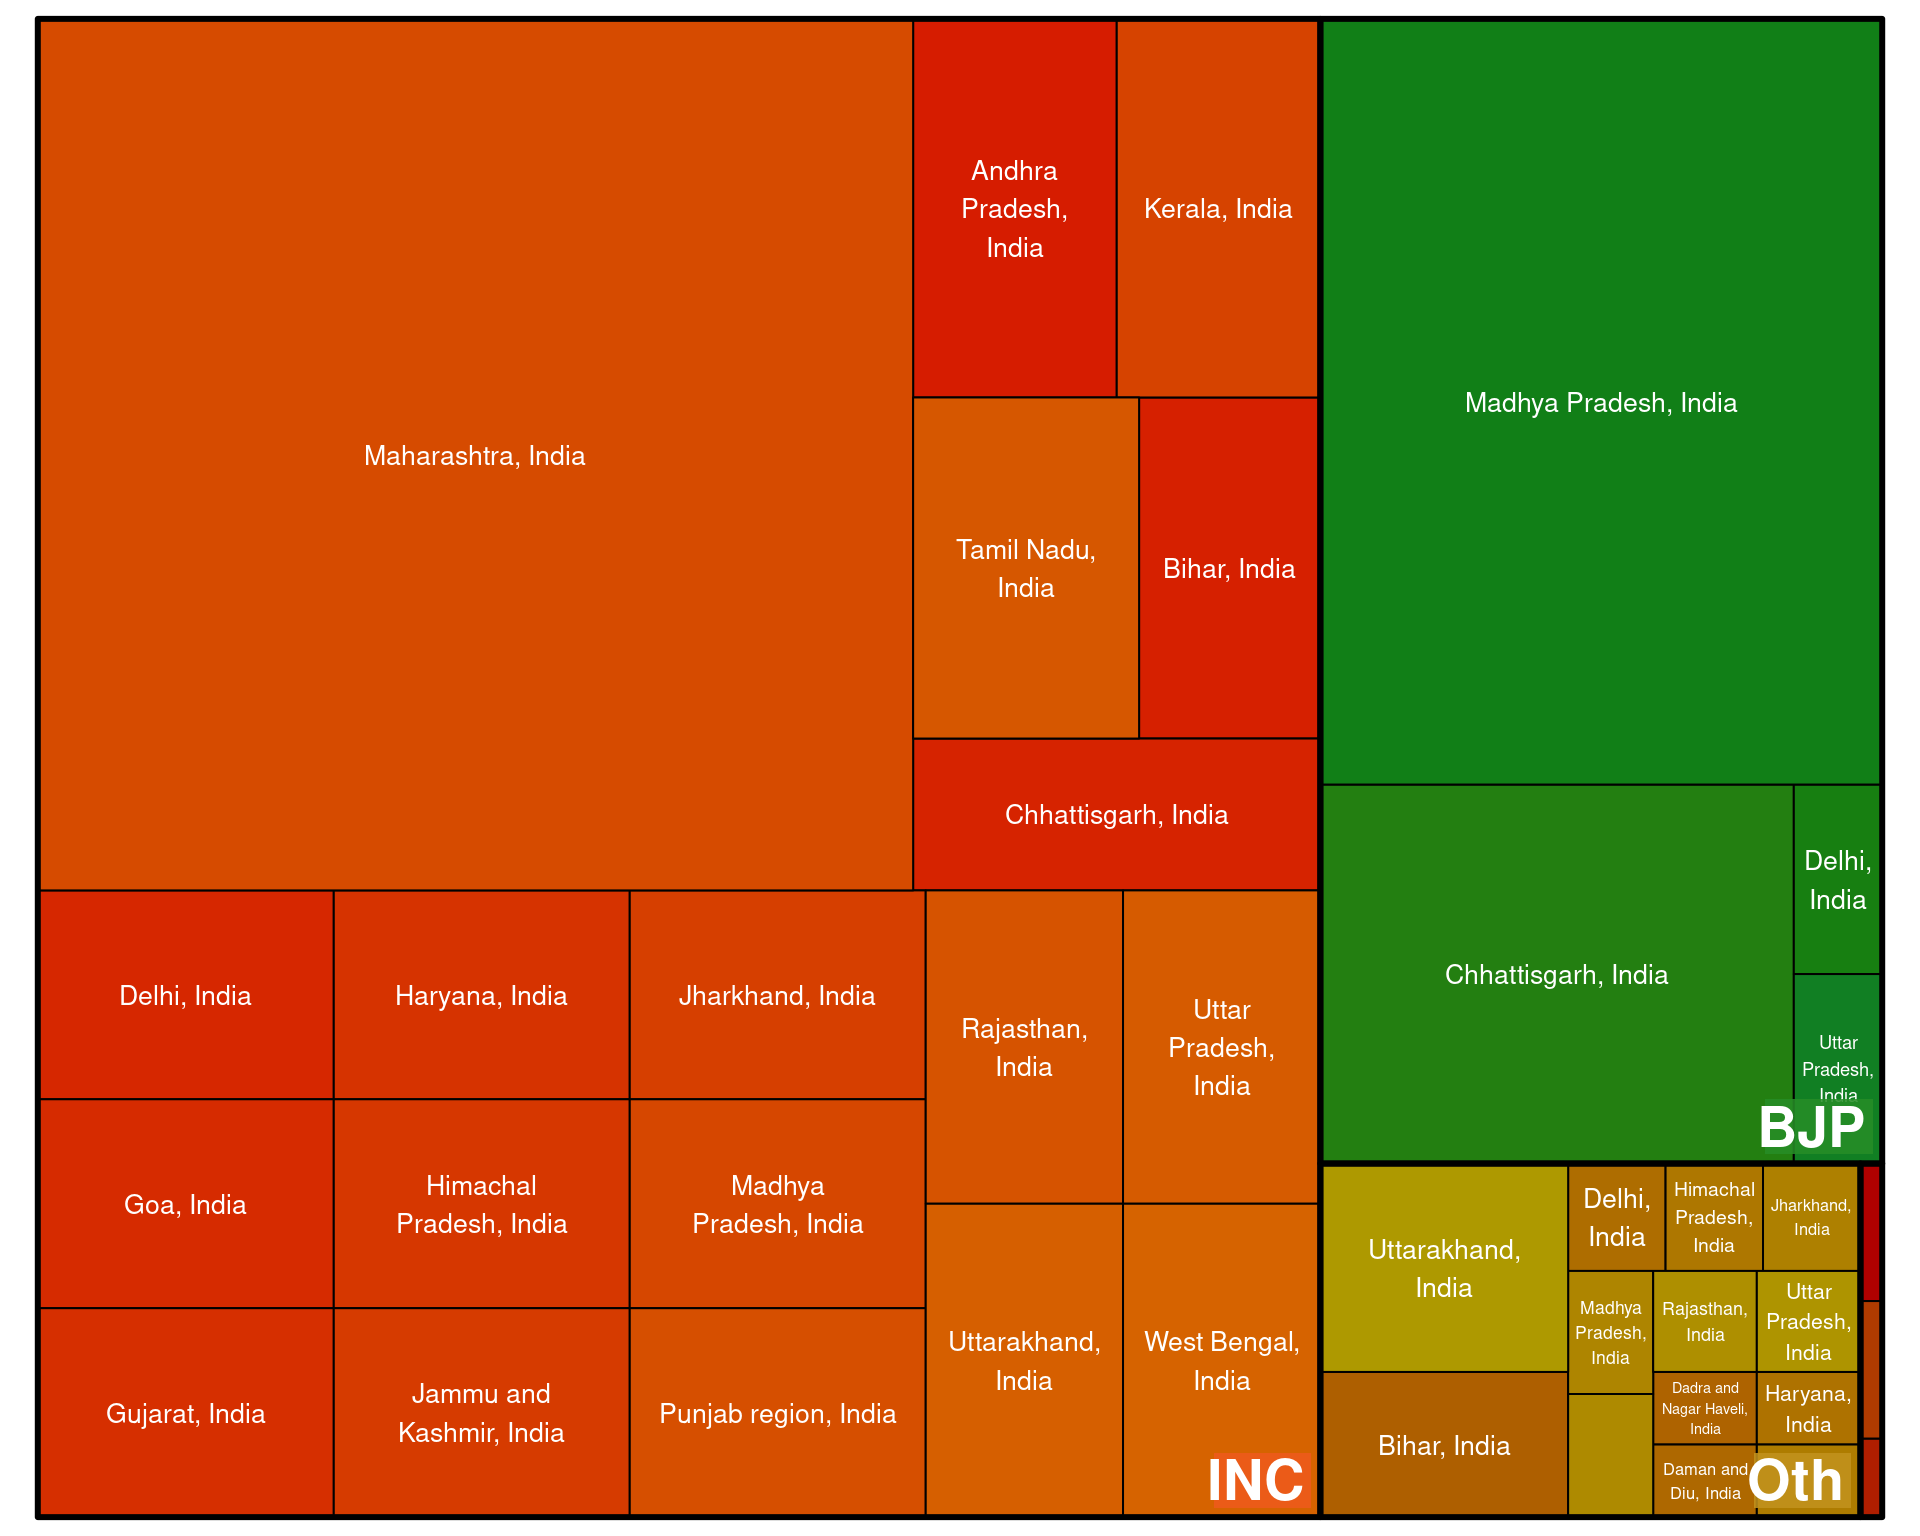 Maharashtra, India
Andhra
Pradesh,
India
Kerala, India
Tamil Nadu,
India
Bihar, India
Chhattisgarh, India
Delhi, India
Haryana, India
Jharkhand, India
Goa, India
Himachal
Pradesh, India
Madhya
Pradesh, India
Gujarat, India
Jammu and
Kashmir, India
Punjab region, India
Rajasthan,
India
Uttar
Pradesh,
India
Uttarakhand,
India
West Bengal,
India
INC
Madhya Pradesh, India
Chhattisgarh, India
Delhi,
India
Uttar
Pradesh,
India
BJP
Uttarakhand,
India
Bihar, India
Delhi,
India
Himachal
Pradesh,
India
Jharkhand,
India
Madhya
Pradesh,
India
Rajasthan,
India
Uttar
Pradesh,
India
Dadra and
Nagar Haveli,
India
Haryana,
India
Daman and
Diu, India
Oth